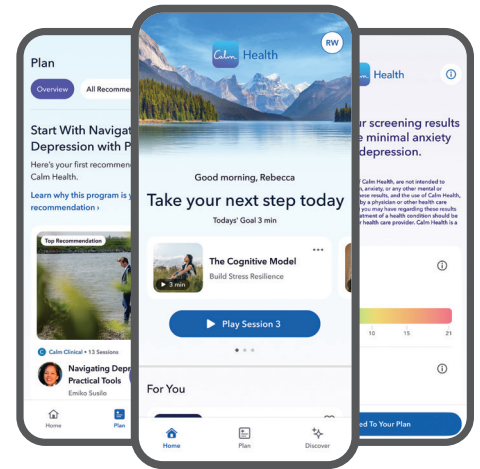 Plan
Overview
All Recomme
Start With Navigat
Depression with P
Here's your first recommen
Calm Health.
Learn why this program is y
recommendation ›
Top Recommendation
Calm Clinical • 13 Sessions
Navigating Depr
Practical Tools
Emiko Susilo
Home
Plan
Calm Health
RW
Good morning, Rebecca
Take your next step today
Todays' Goal 3 min
The Cognitive Model
Build Stress Resilience
3 min
Play Session 3
For You
Home
Plan
Discover
m Health
ur screening results
e minimal anxiety
depression.
f Calm Health, are not intended to
n, anxiety, or any other mental or
hese results, and the use of Calm Health,
by a physician or other health care
you may have regarding these results
atment of a health condition should be
r health care provider. Calm Health is a
10 15 21
ed To Your Plan